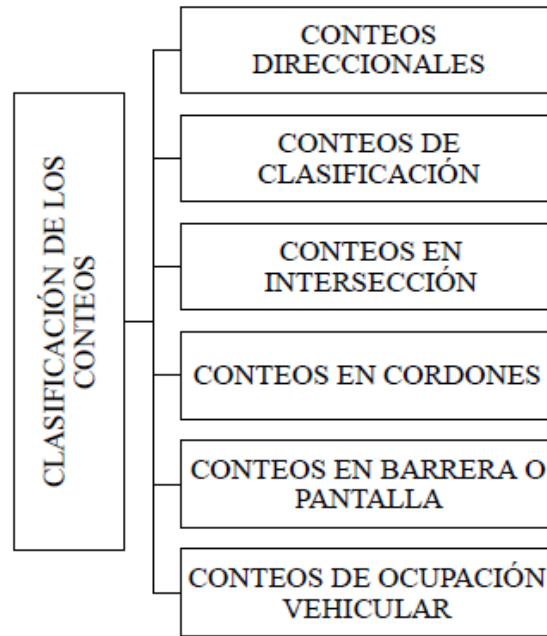 CLASIFICACIÓN DE LOS
CONTEOS
CONTEOS
DIRECCIONALES
CONTEOS DE
CLASIFICACIÓN
CONTEOS EN
INTERSECCIÓN
CONTEOS EN CORDONES
CONTEOS EN BARRERA O
PANTALLA
CONTEOS DE OCUPACIÓN
VEHICULAR